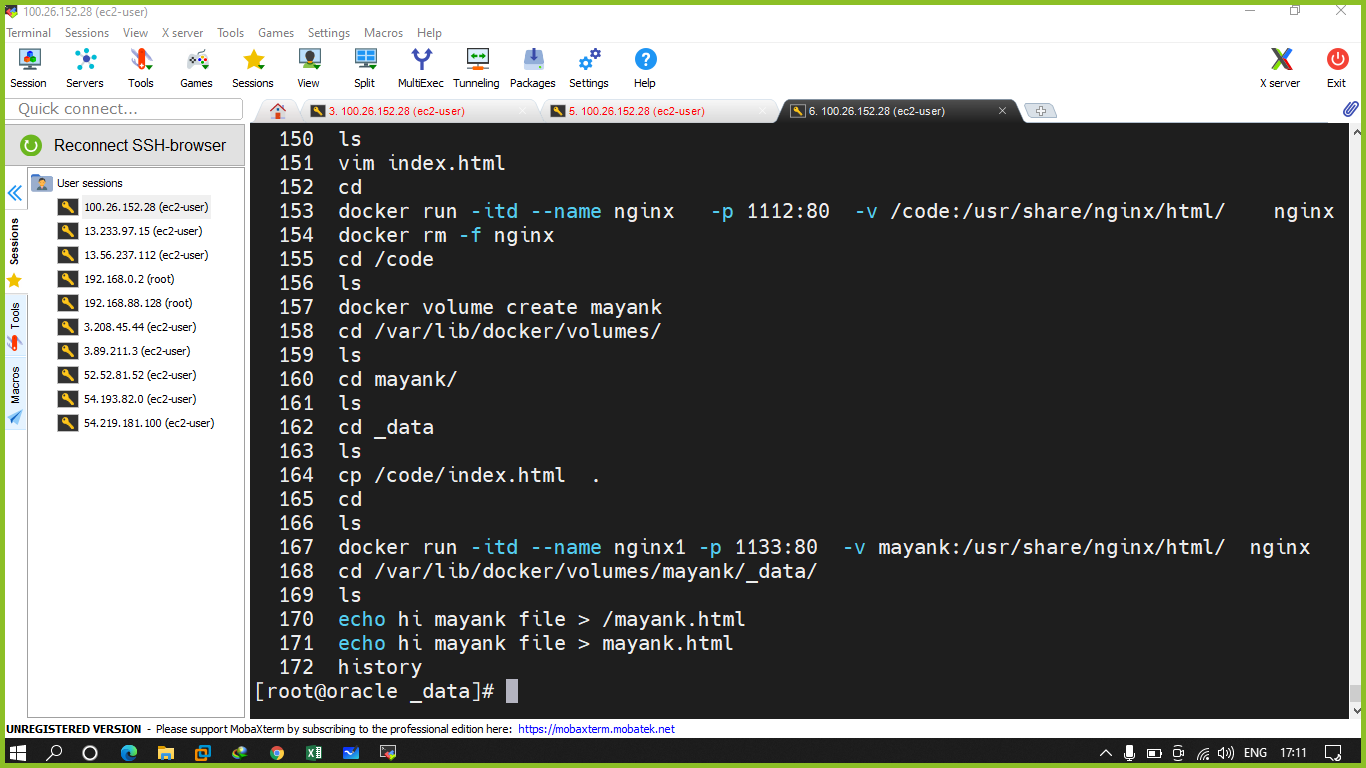 100.26.152.28 (ec2-user)
Terminal Sessions View X server Tools Games Settings Macros Help
Session Servers Tools Games Sessions View Split MultiExec Tunneling Packages Settings Help X server Exit
Quick connect...
3. 100.26.152.28 (ec2-user)
5. 100.26.152.28 (ec2-user)
6. 100.26.152.28 (ec2-user)
Reconnect SSH-browser
Sessions
Tools
Macros
User sessions
100.26.152.28 (ec2-user)
13.233.97.15 (ec2-user)
13.56.237.112 (ec2-user)
192.168.0.2 (root)
192.168.88.128 (root)
3.208.45.44 (ec2-user)
3.89.211.3 (ec2-user)
52.52.81.52 (ec2-user)
54.193.82.0 (ec2-user)
54.219.181.100 (ec2-user)
150 ls
151 vim index.html
152 cd
153 docker run -itd --name nginx -p 1112:80 -v /code:/usr/share/nginx/html/ nginx
154 docker rm -f nginx
155 cd /code
156 ls
157 docker volume create mayank
158 cd /var/lib/docker/volumes/
159 ls
160 cd mayank/
161 ls
162 cd _data
163 ls
164 cp /code/index.html .
165 cd
166 ls
167 docker run -itd --name nginx1 -p 1133:80 -v mayank:/usr/share/nginx/html/ nginx
168 cd /var/lib/docker/volumes/mayank/_data/
169 ls
170 echo hi mayank file > /mayank.html
171 echo hi mayank file > mayank.html
172 history
[root@oracle _data]#
UNREGISTERED VERSION - Please support MobaXterm by subscribing to the professional edition here: https://mobaxterm.mobatek.net
ENG 17:11